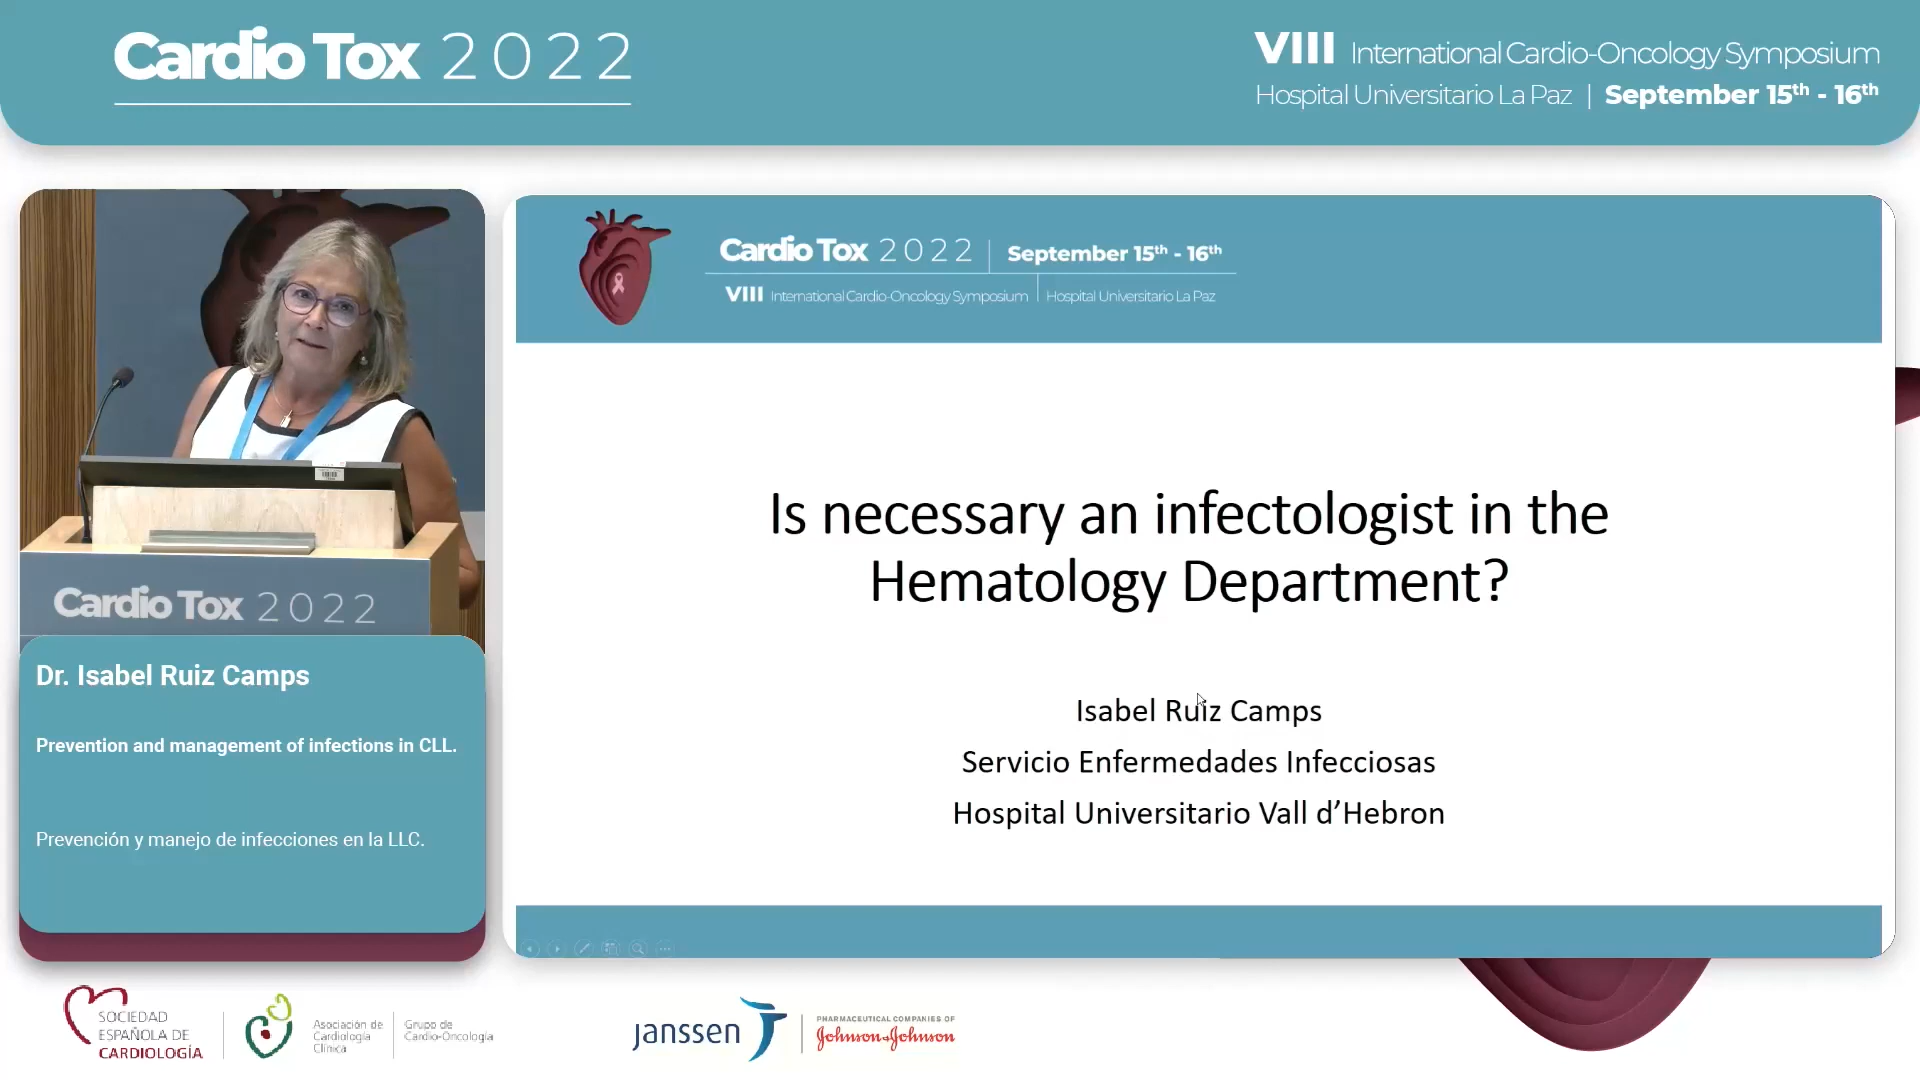 Cardio Tox 2022
VIII International Cardio-Oncology Symposium
Hospital Universitario La Paz | September 15th - 16th
Cardio Tox 2022 | September 15th - 16th
VIII International Cardio-Oncology Symposium | Hospital Universitario La Paz
Is necessary an infectologist in the
Hematology Department?
Isabel Ruiz Camps
Servicio Enfermedades Infecciosas
Hospital Universitario Vall d’Hebron
Cardio Tox 2022
Dr. Isabel Ruiz Camps
Prevention and management of infections in CLL.
Prevención y manejo de infecciones en la LLC.
SOCIEDAD
ESPAÑOLA DE
CARDIOLOGÍA
Asociación de
Cardiología
Clínica
Grupo de
Cardio-Oncología
janssen
PHARMACEUTICAL COMPANIES OF
Johnson & Johnson